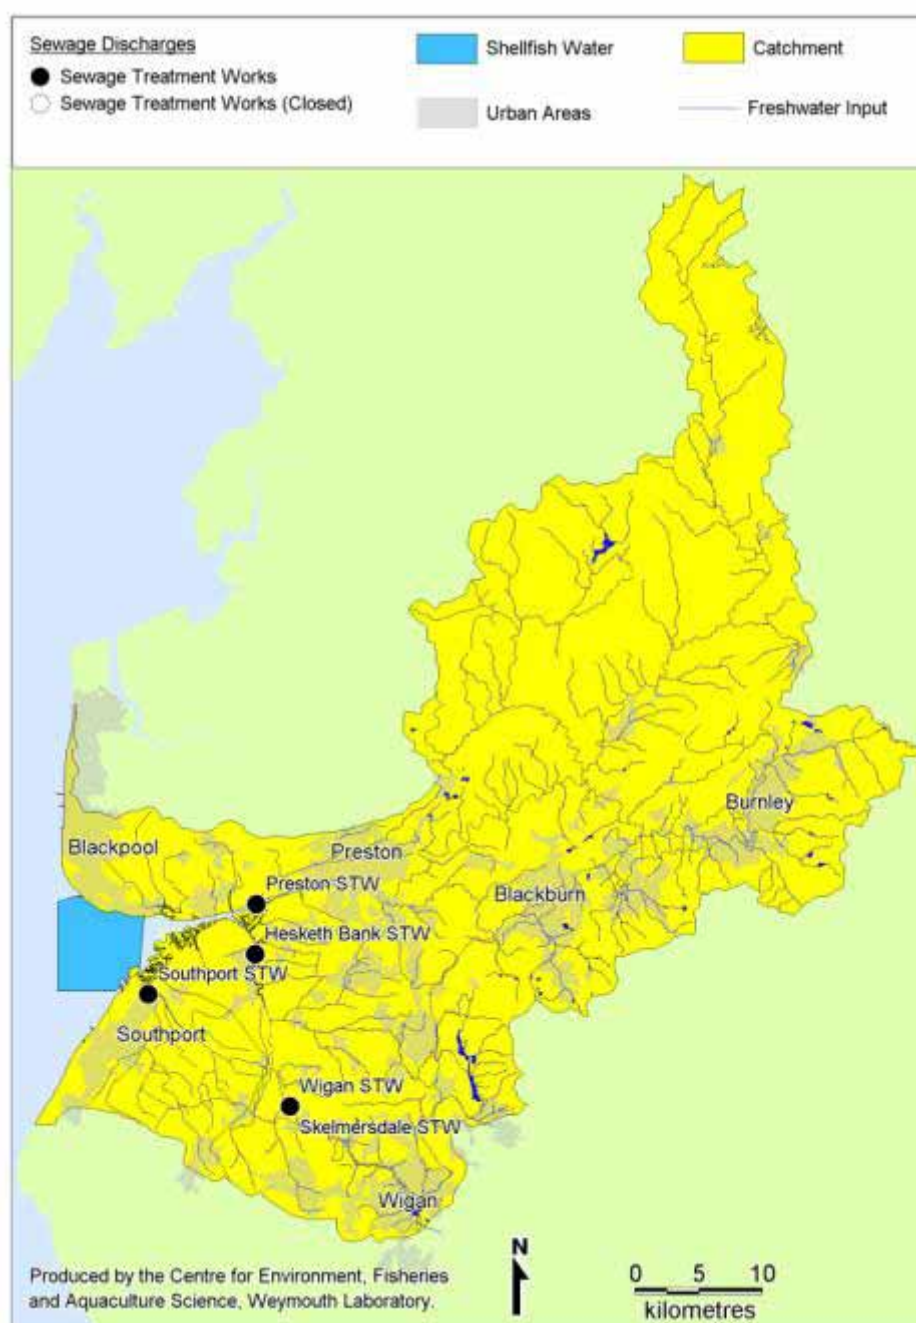 Sewage Discharges
Sewage Treatment Works
Sewage Treatment Works (Closed)
Shellfish Water
Urban Areas
Catchment
Freshwater Input
Burnley
Blackpool
Preston
Preston STW
Blackburn
Hesketh Bank STW
Southport STW
Southport
Wigan STW
Skelmersdale STW
Wigan
Produced by the Centre for Environment, Fisheries
and Aquaculture Science, Weymouth Laboratory.
N
0 5 10
kilometres